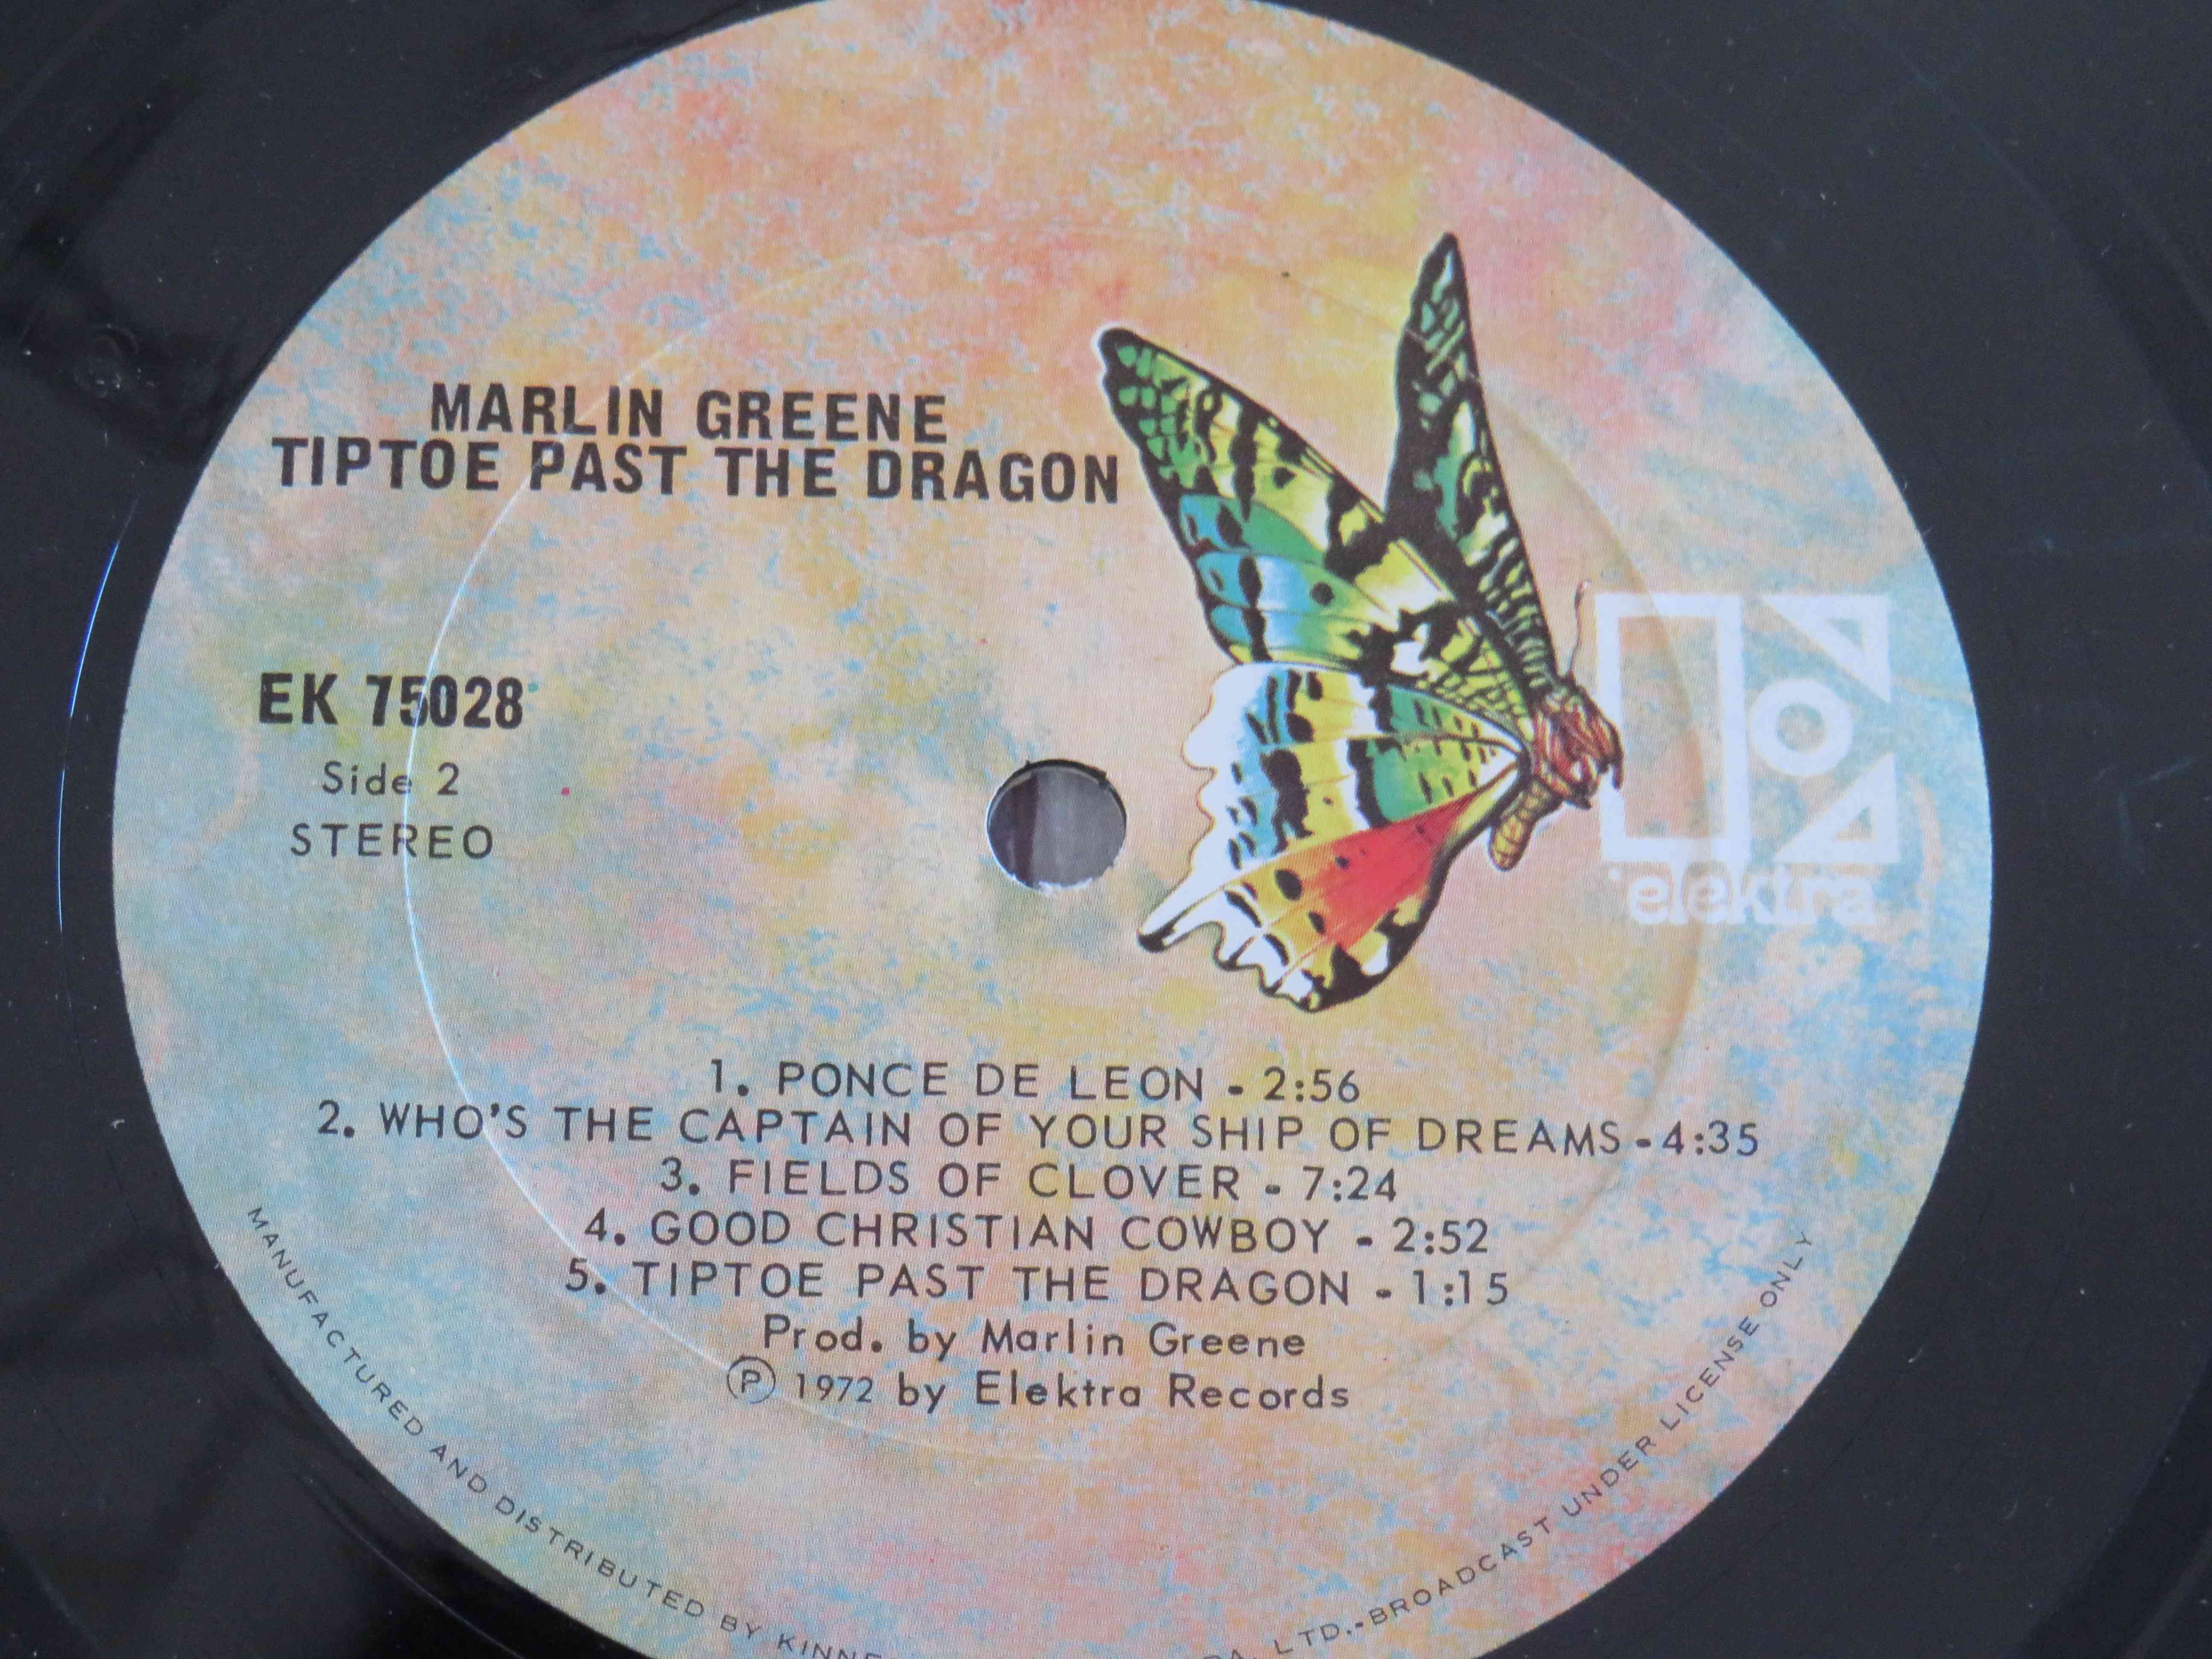 MARLIN GREENE
TIPTOE PAST THE DRAGON
EK 75028
Side 2
STEREO
elektra
1. PONCE DE LEON - 2:56
2. WHO'S THE CAPTAIN OF YOUR SHIP OF DREAMS - 4:35
3. FIELDS OF CLOVER - 7:24
4. GOOD CHRISTIAN COWBOY - 2:52
5. TIPTOE PAST THE DRAGON - 1:15
Prod. by Marlin Greene
Ⓟ 1972 by Elektra Records
MANUFACTURED AND DISTRIBUTED BY LTD.-BROADCAST UNDER LICENSE ONLY